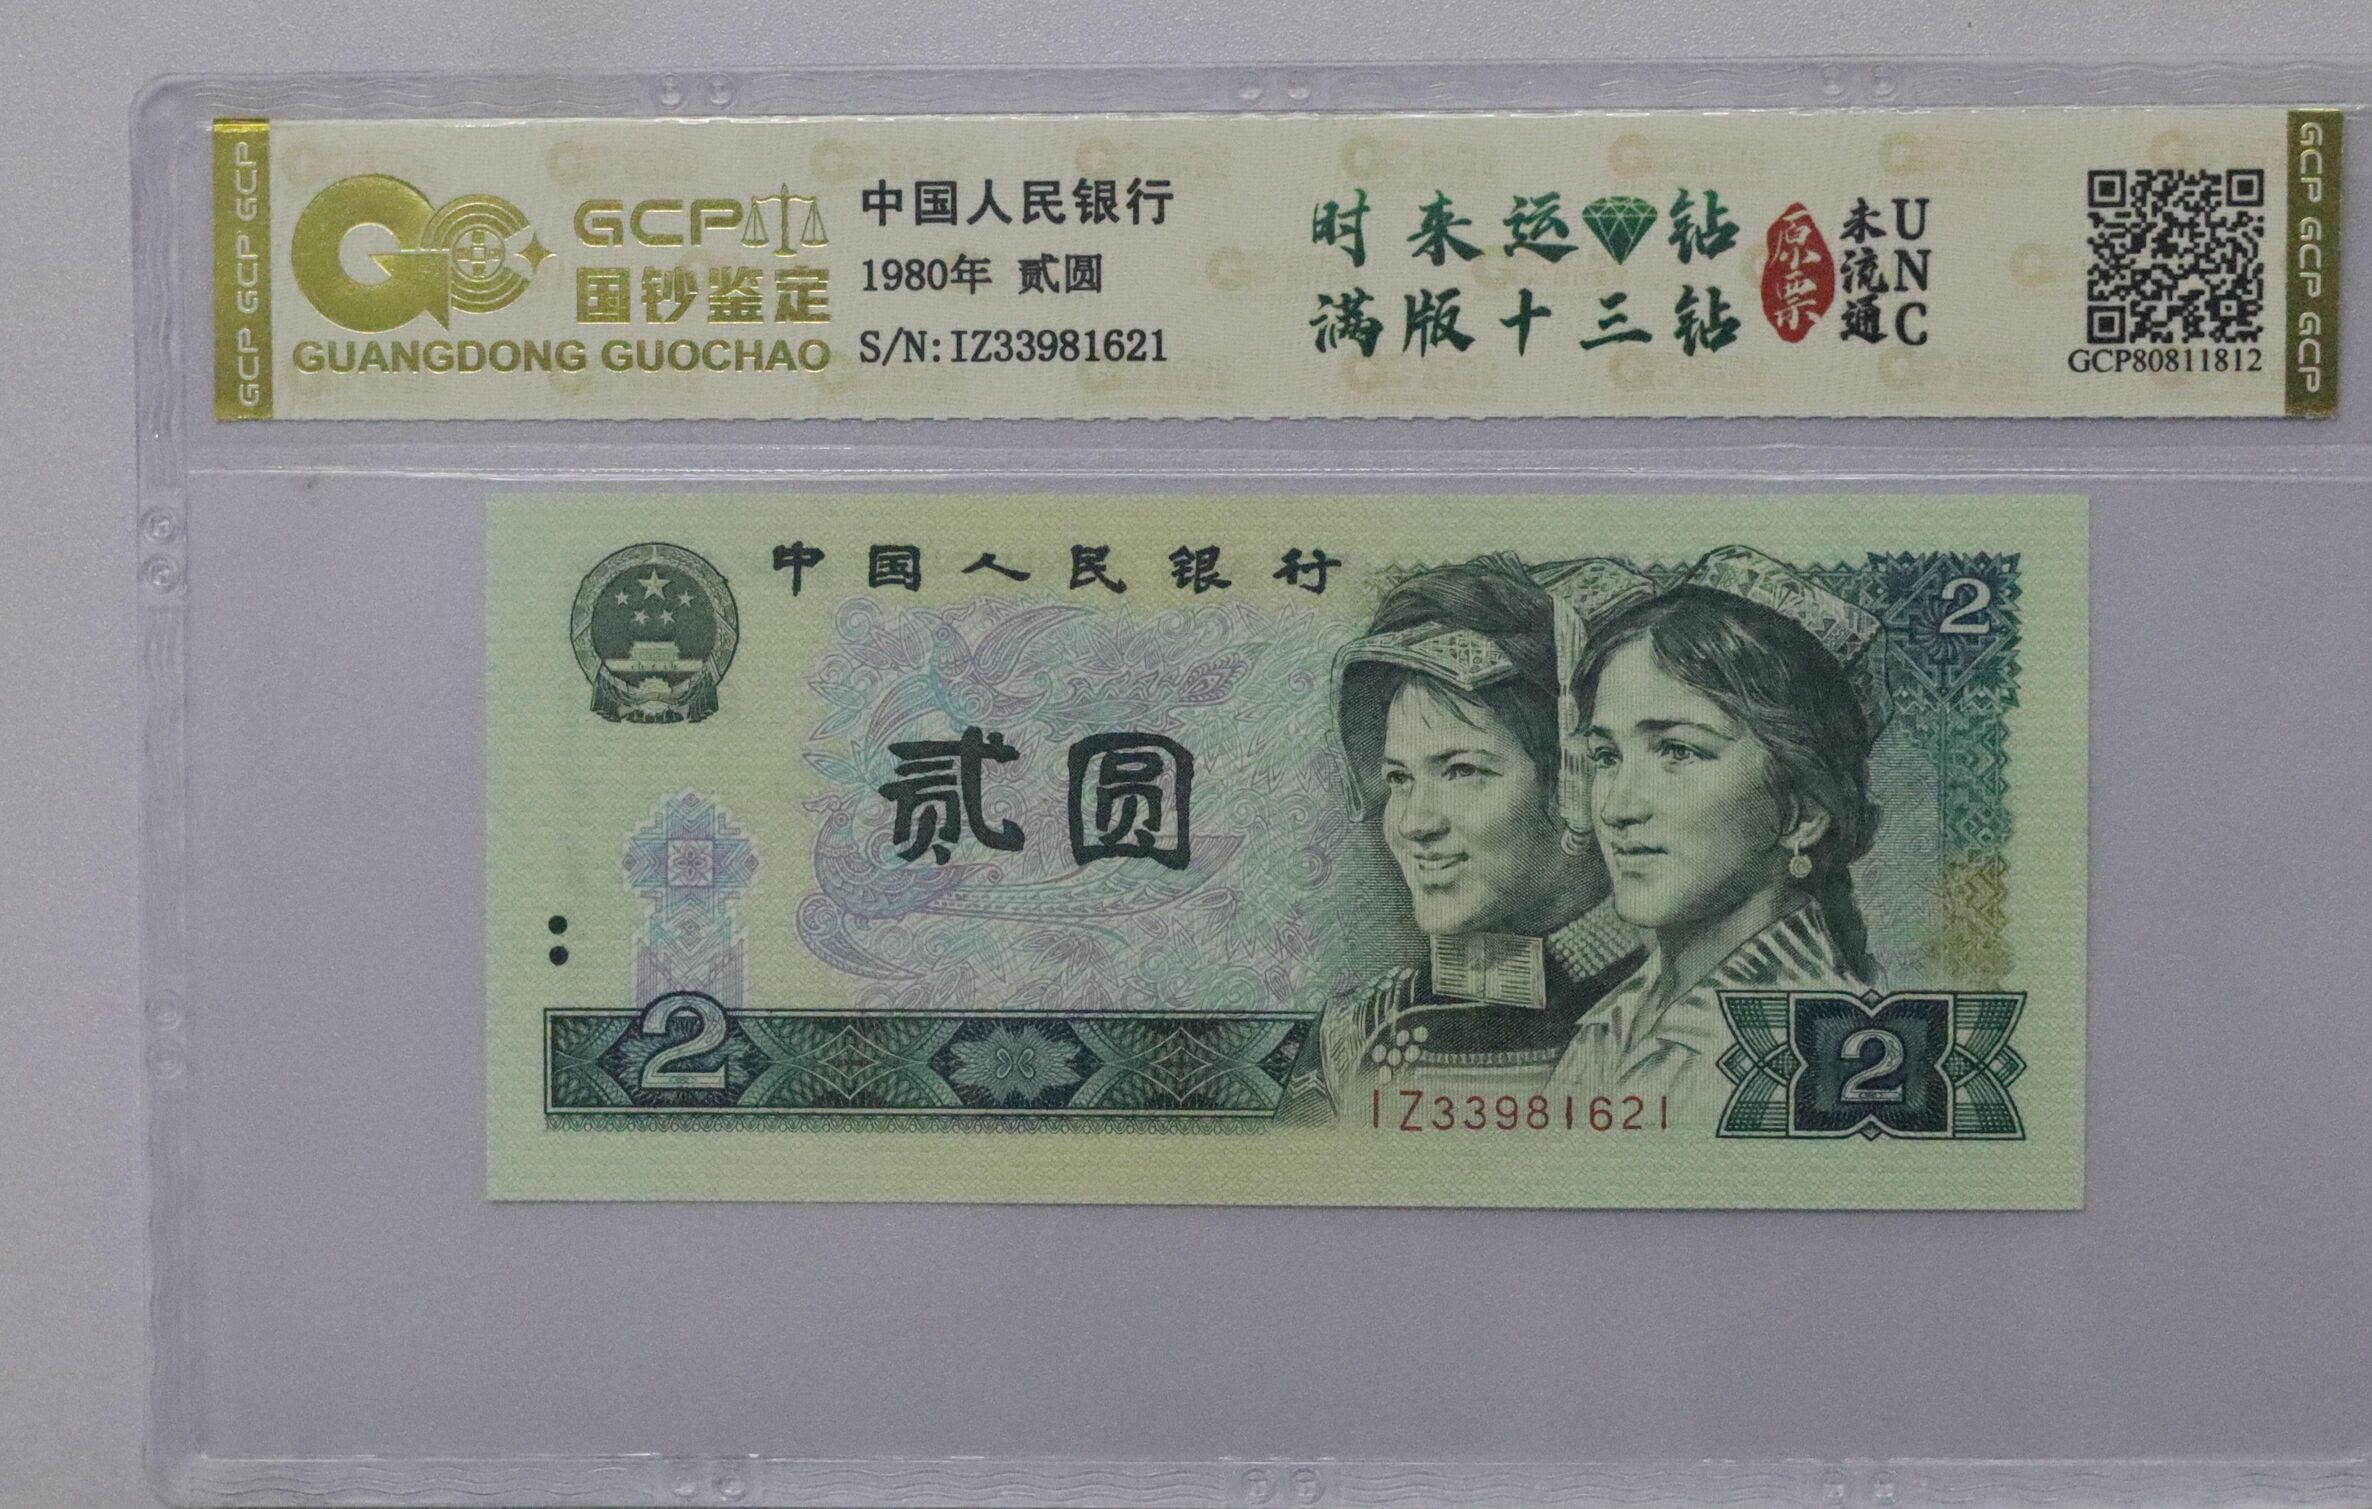 GCP GCP GCP
GCP
国钞鉴定
GUANGDONG GUOCHAO
中国人民银行
1980年 贰圆
S/N:IZ33981621
时来运钻
满版十三钻
原票
未流通
UNC
GCP80811812
GCP GCP GCP
中国人民银行
2
贰圆
2
2
IZ33981621